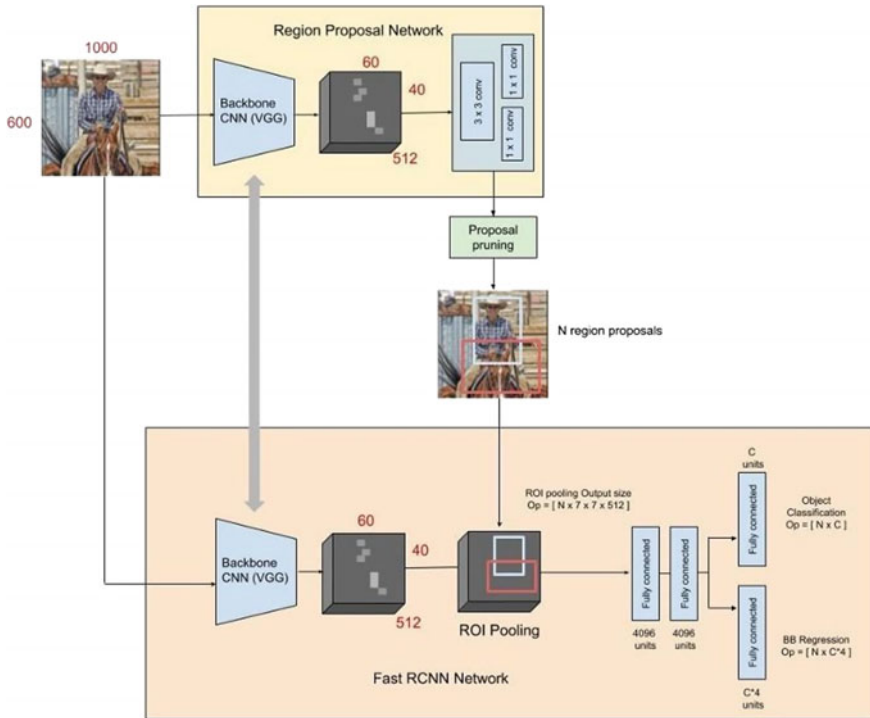 Region Proposal Network
1000
600
Backbone
CNN (VGG)
60
40
512
3 x 3 conv
1 x 1 conv
1 x 1 conv
Proposal
pruning
N region proposals
C
units
ROI pooling Output size
Op = [ N x 7 x 7 x 512 ]
Object
Classification
Op = [ N x C ]
Fully connected
60
40
512
Backbone
CNN (VGG)
ROI Pooling
Fully connected
Fully connected
4096
units
4096
units
Fully connected
BB Regression
Op = [ N x C*4 ]
C*4
units
Fast RCNN Network